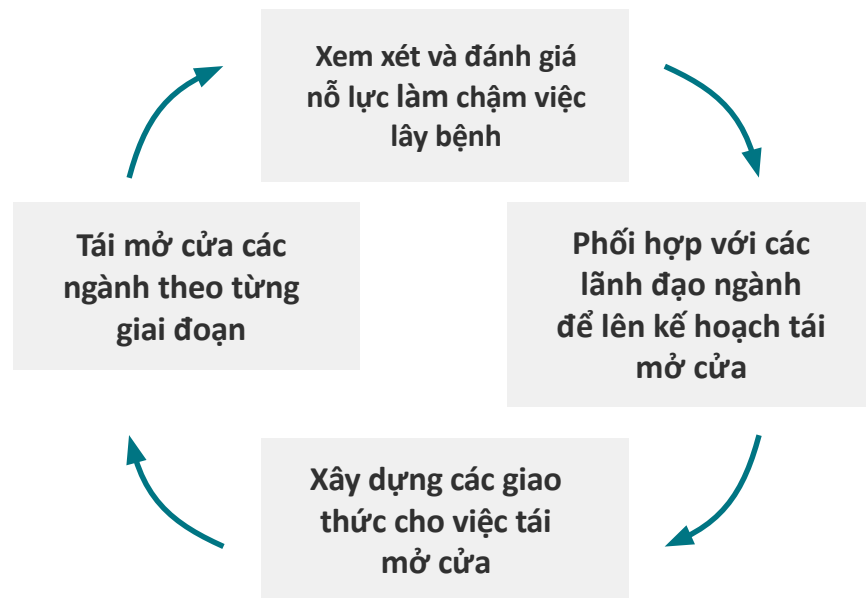 Xem xét và đánh giá
nỗ lực làm chậm việc
lây bệnh
Phối hợp với các
lãnh đạo ngành
để lên kế hoạch tái
mở cửa
Xây dựng các giao
thức cho việc tái
mở cửa
Tái mở cửa các
ngành theo từng
giai đoạn